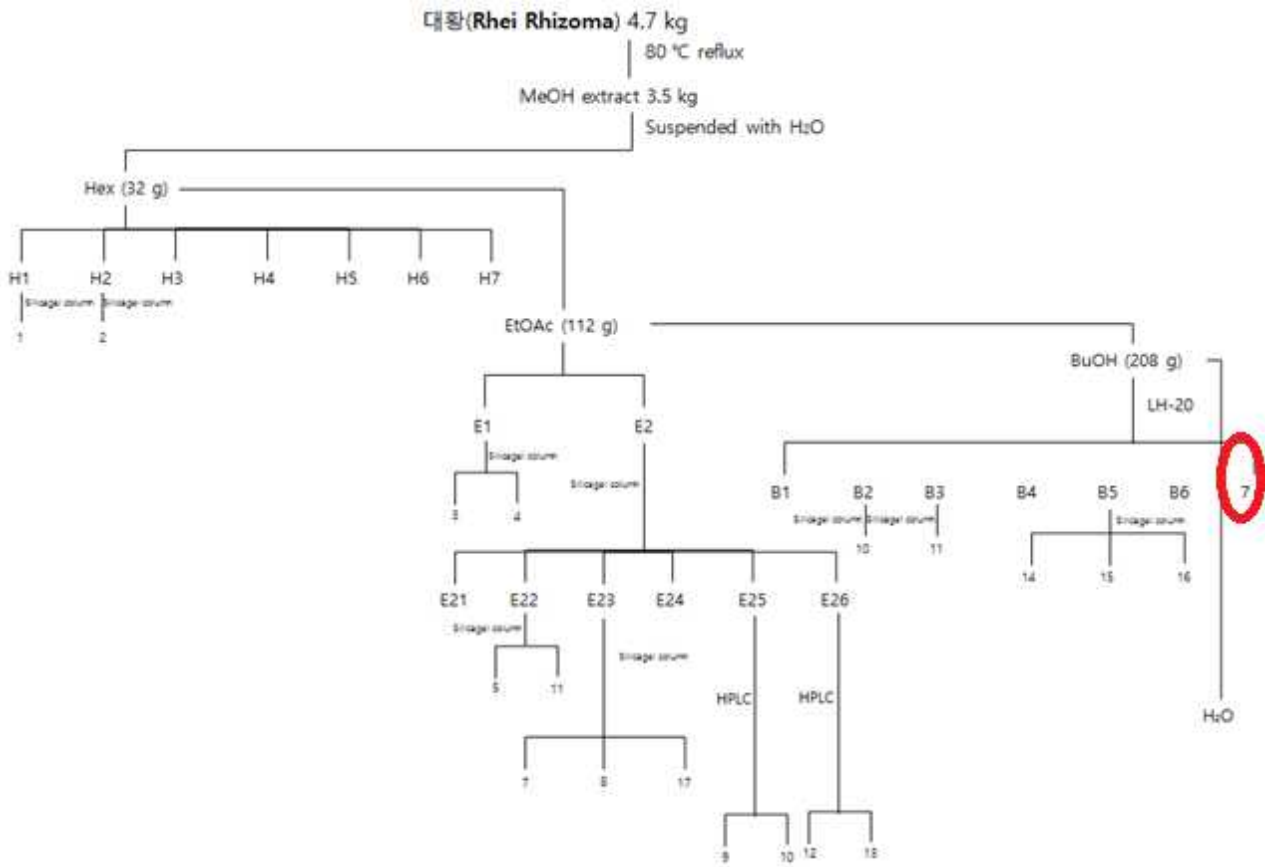 대황(Rhei Rhizoma) 4.7 kg
80 ℃ reflux
MeOH extract 3.5 kg
Suspended with H₂O
Hex (32 g)
H1 H2 H3 H4 H5 H6 H7
Silicagel column Silicagel column
1 2
EtOAc (112 g)
BuOH (208 g)
LH-20
E1 E2
Silicagel column
Silicagel column
3 4
B1 B2 B3 B4 B5 B6 7
Silicagel column Silicagel column Silicagel column
10 11
14 15 16
E21 E22 E23 E24 E25 E26
Silicagel column
Silicagel column
5 11
HPLC HPLC
H₂O
7 8 17
9 10 12 13